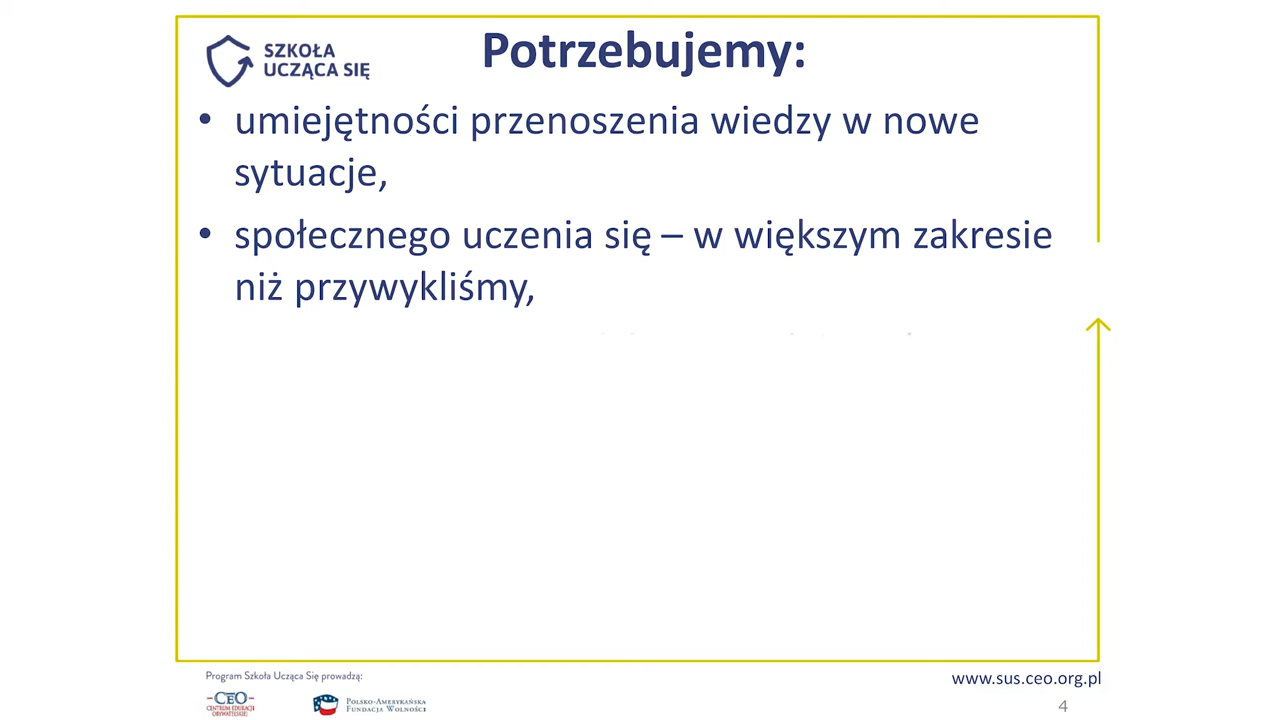 SZKOŁA
UCZĄCA SIĘ
Potrzebujemy:
• umiejętności przenoszenia wiedzy w nowe
sytuacje,
• społecznego uczenia się – w większym zakresie
niż przywykliśmy,
Program Szkoła Ucząca Się prowadzą:
CEO
CENTRUM EDUKACJI
OBYWATELSKIEJ
POLSKO-AMERYKAŃSKA
FUNDACJA WOLNOŚCI
www.sus.ceo.org.pl
4